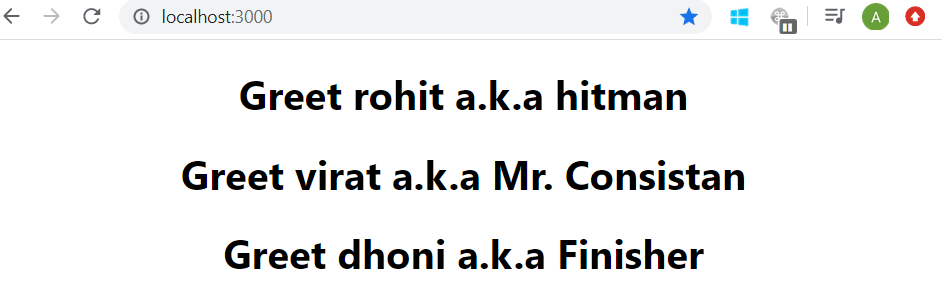 localhost:3000
A
Greet rohit a.k.a hitman
Greet virat a.k.a Mr. Consistan
Greet dhoni a.k.a Finisher